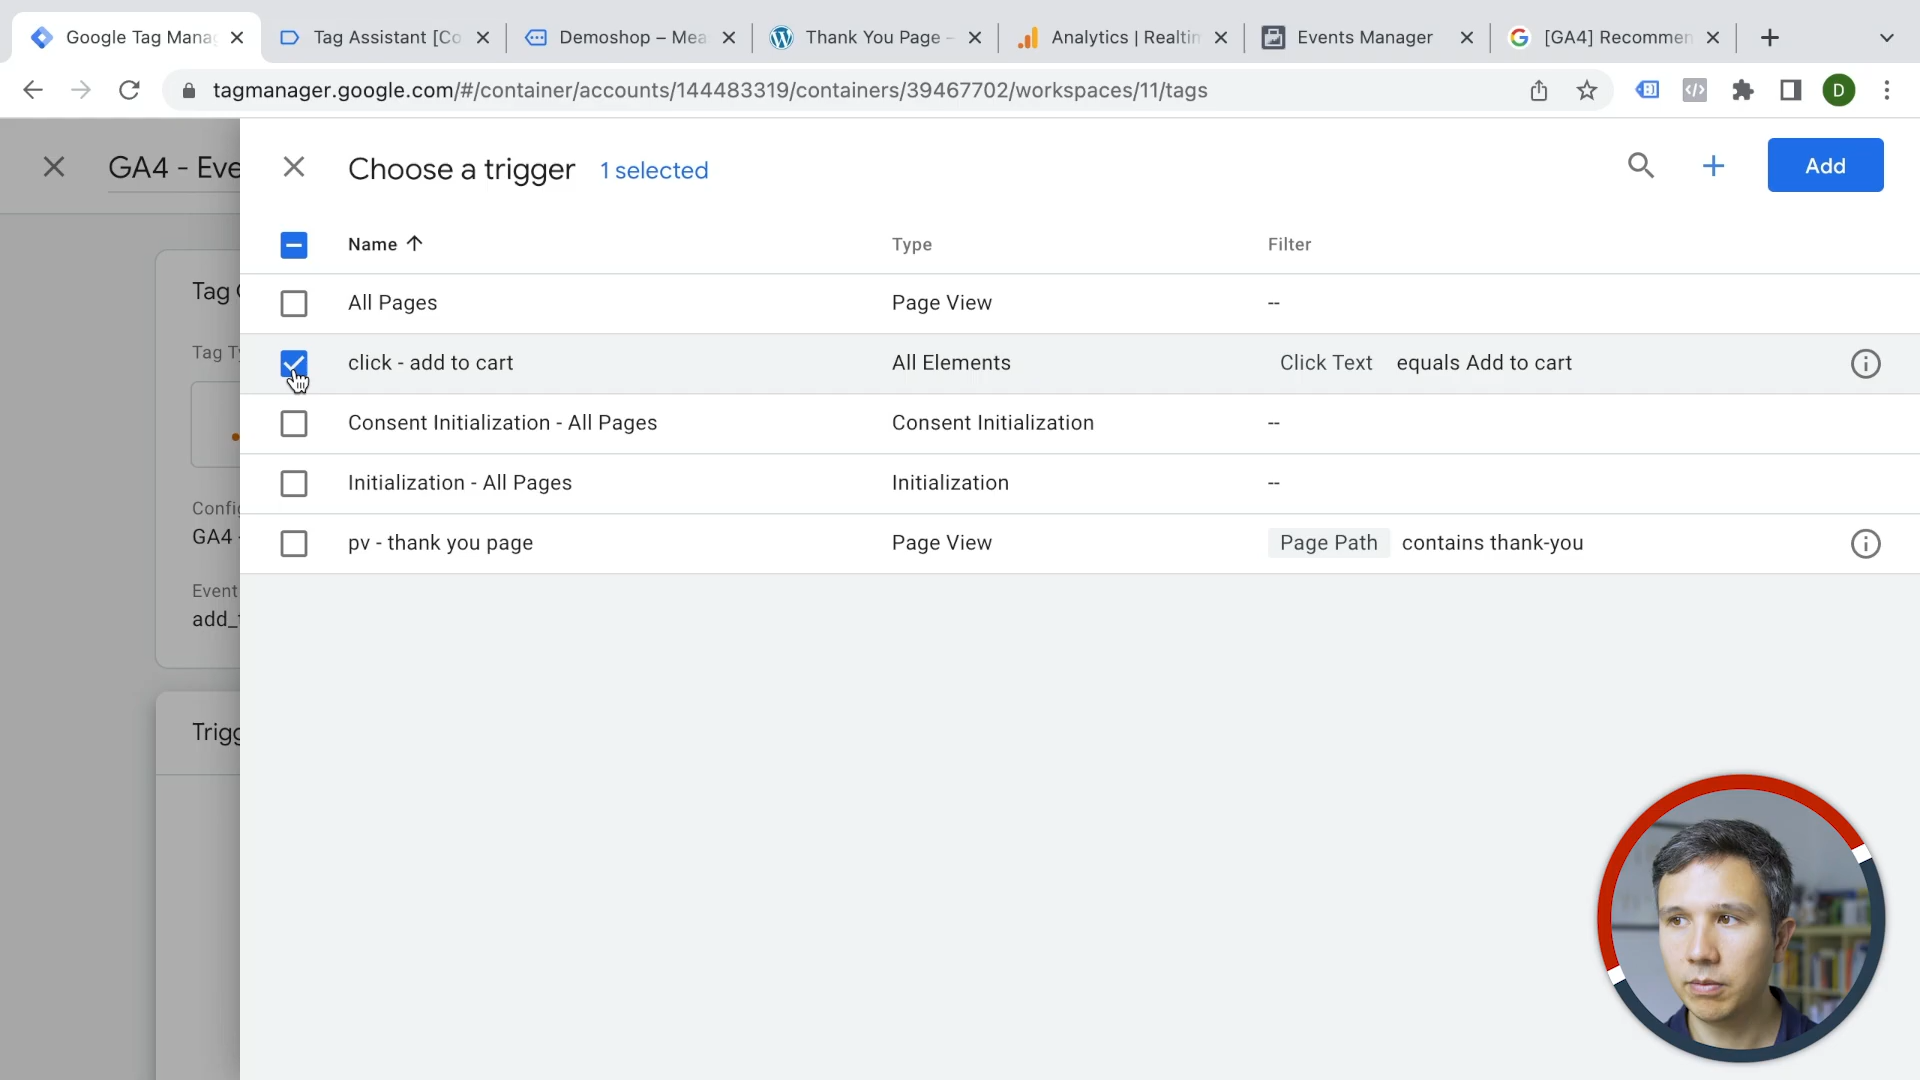 Google Tag Mana
Tag Assistant [Co
Demoshop – Mea
Thank You Page –
Analytics | Realtim
Events Manager
[GA4] Recommen
tagmanager.google.com/#/container/accounts/144483319/containers/39467702/workspaces/11/tags
D
GA4 - Eve
Choose a trigger
1 selected
Add
Name
Type
Filter
Tag C
All Pages
Page View
--
Tag Ty
click - add to cart
All Elements
Click Text equals Add to cart
Consent Initialization - All Pages
Consent Initialization
--
Initialization - All Pages
Initialization
--
Config
GA4 -
pv - thank you page
Page View
Page Path contains thank-you
Event
add_t
Trigg